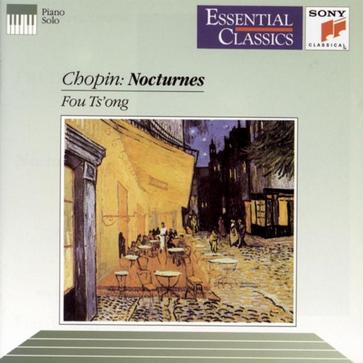 Piano
Solo
ESSENTIAL
CLASSICS
SONY
CLASSICAL
Chopin: Nocturnes
Fou Ts'ong